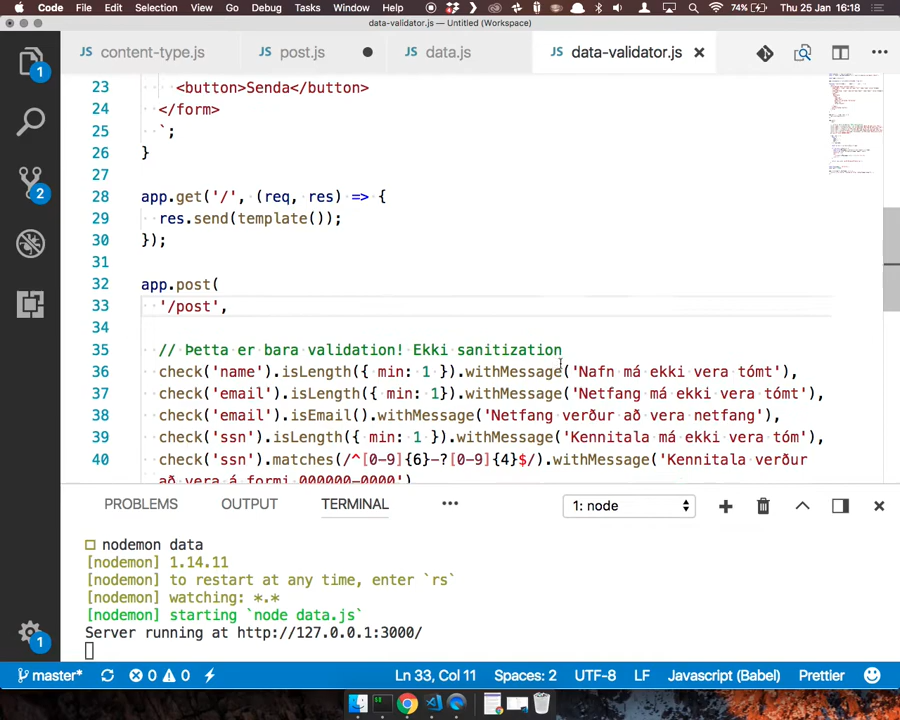 Code File Edit Selection View Go Debug Tasks Window Help 74% Thu 25 Jan 16:18
data-validator.js — Untitled (Workspace)
JS content-type.js JS post.js JS data.js JS data-validator.js
23 <button>Senda</button>
24 </form>
25 `;
26 }
27
28 app.get('/', (req, res) => {
29 res.send(template());
30 });
31
32 app.post(
33 '/post',
34
35 // Þetta er bara validation! Ekki sanitization
36 check('name').isLength({ min: 1 }).withMessage('Nafn má ekki vera tómt'),
37 check('email').isLength({ min: 1}).withMessage('Netfang má ekki vera tómt'),
38 check('email').isEmail().withMessage('Netfang verður að vera netfang'),
39 check('ssn').isLength({ min: 1 }).withMessage('Kennitala má ekki vera tóm'),
40 check('ssn').matches(/^[0-9]{6}-?[0-9]{4}$/).withMessage('Kennitala verður
að vera á formi 000000-0000')
PROBLEMS OUTPUT TERMINAL ••• 1: node
nodemon data
[nodemon] 1.14.11
[nodemon] to restart at any time, enter `rs`
[nodemon] watching: *.*
[nodemon] starting `node data.js`
Server running at http://127.0.0.1:3000/
master* 0 0 Ln 33, Col 11 Spaces: 2 UTF-8 LF Javascript (Babel) Prettier
1
2
1